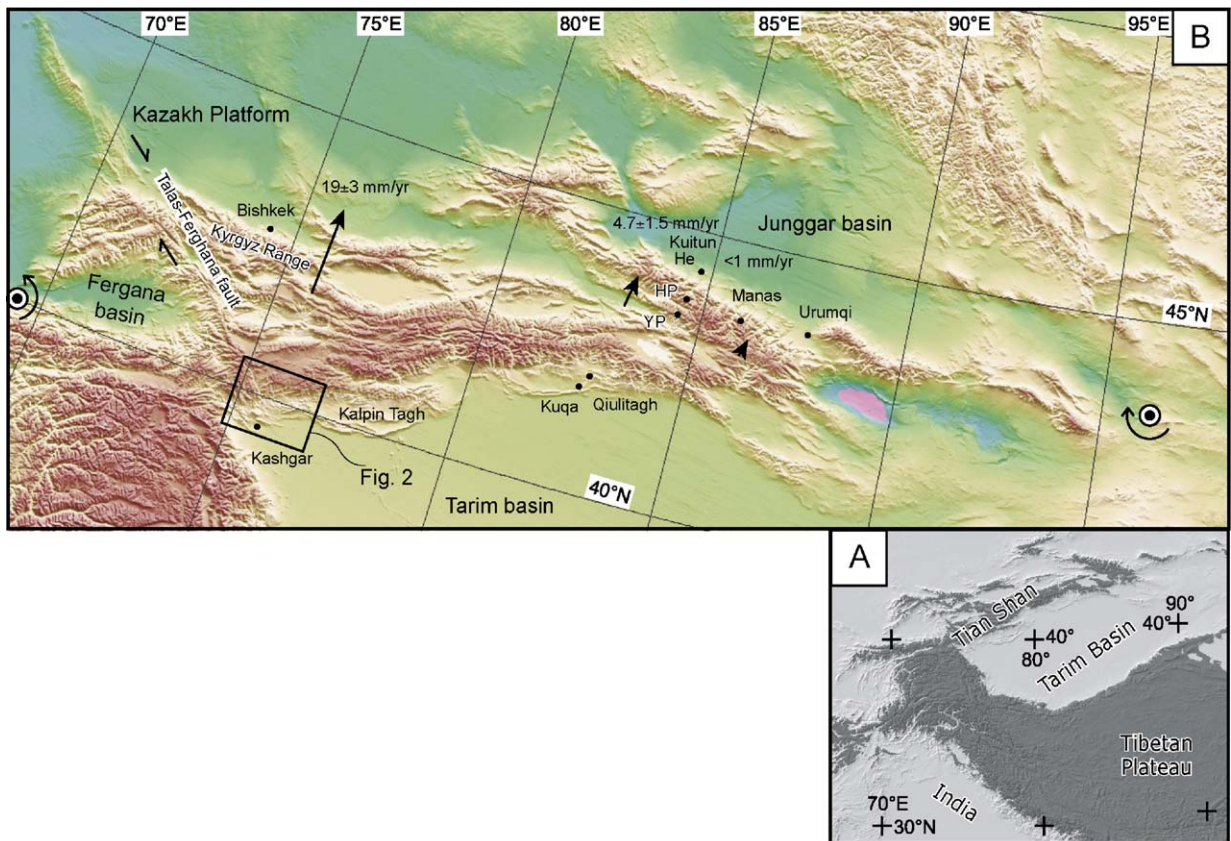 70°E
75°E
80°E
85°E
90°E
95°E
B
Kazakh Platform
19±3 mm/yr
Bishkek
Talas-Ferghana fault
Kyrgyz Range
Fergana
basin
4.7±1.5 mm/yr
Junggar basin
Kuitun
He
<1 mm/yr
HP
YP
Manas
Urumqi
45°N
Kuqa
Qiulitagh
Kalpin Tagh
Kashgar
Fig. 2
40°N
Tarim basin
A
Tian Shan
90°
40°
40°
80°
Tarim Basin
Tibetan
Plateau
India
70°E
30°N